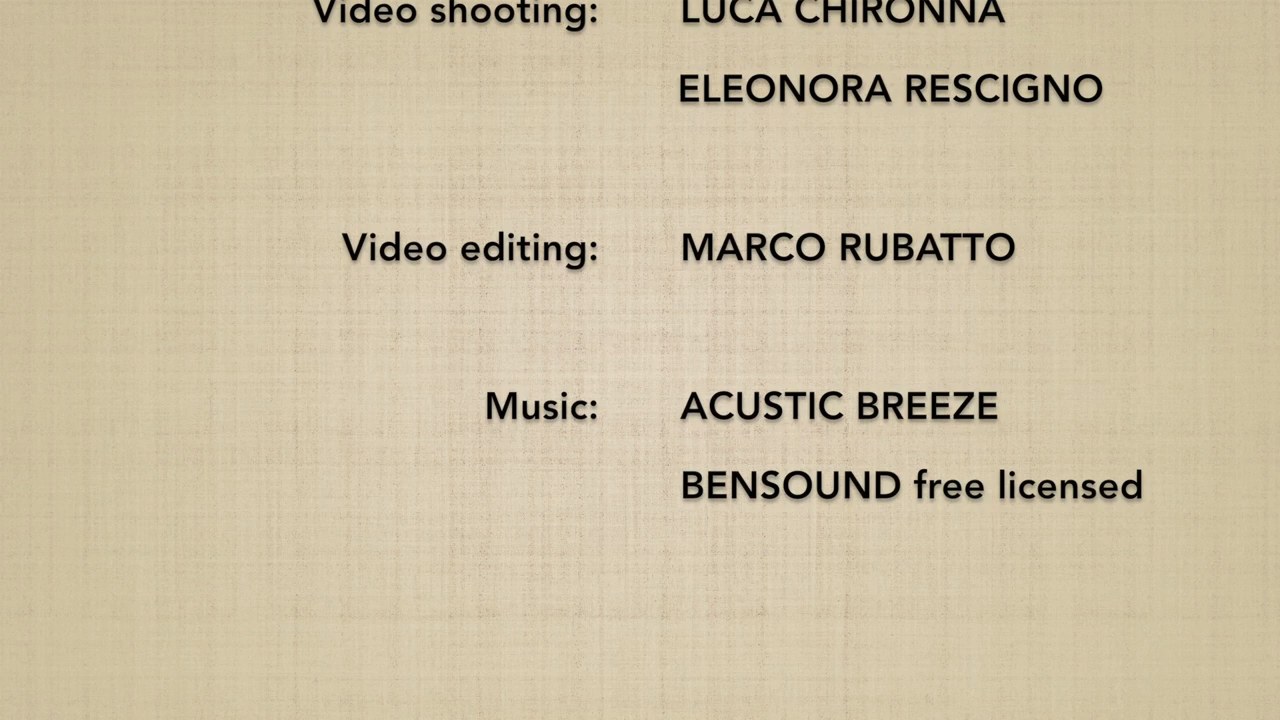 Video shooting: LUCA CHIRONNA
ELEONORA RESCIGNO
Video editing: MARCO RUBATTO
Music: ACUSTIC BREEZE
BENSOUND free licensed